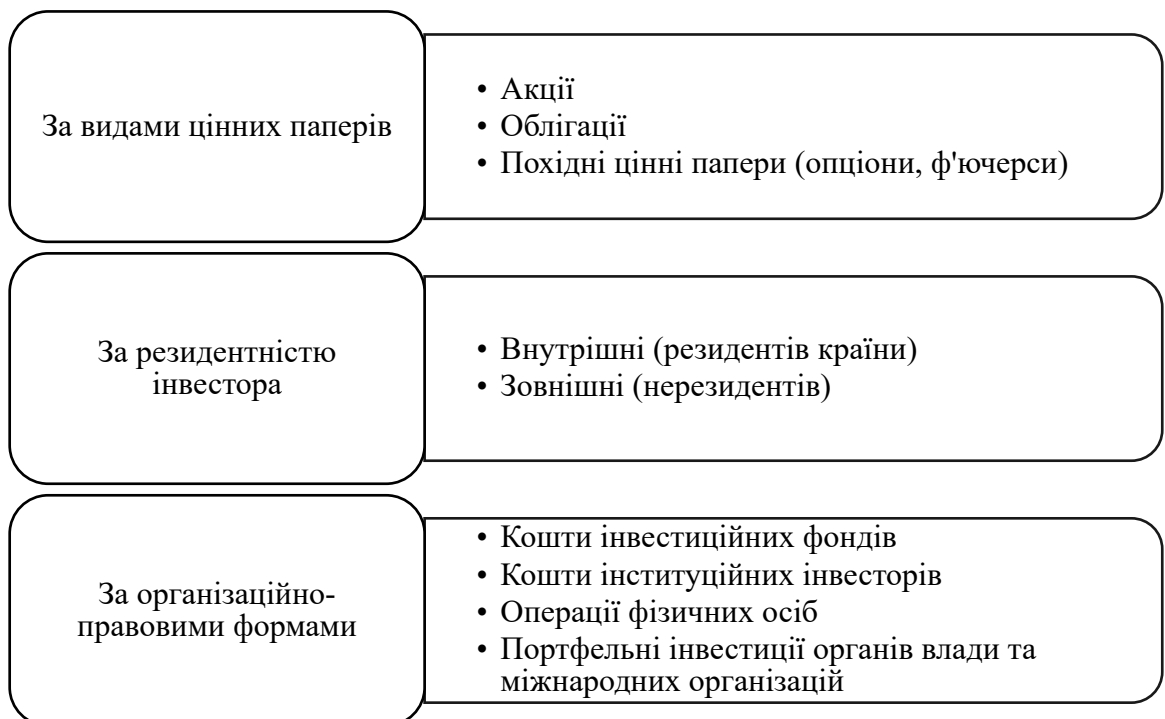 За видами цінних паперів
• Акції
• Облігації
• Похідні цінні папери (опціони, ф'ючерси)
За резидентністю
інвестора
• Внутрішні (резидентів країни)
• Зовнішні (нерезидентів)
За організаційно-
правовими формами
• Кошти інвестиційних фондів
• Кошти інституційних інвесторів
• Операції фізичних осіб
• Портфельні інвестиції органів влади та
міжнародних організацій